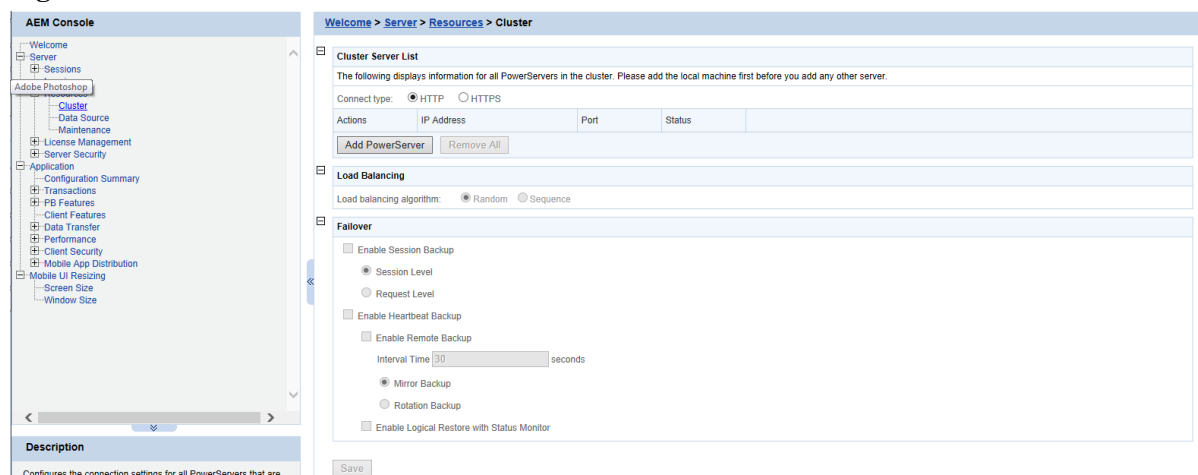 AEM Console
Welcome
Server
Sessions
Adobe Photoshop
Resources
Cluster
Data Source
Maintenance
License Management
Server Security
Application
Configuration Summary
Transactions
PB Features
Client Features
Data Transfer
Performance
Client Security
Mobile App Distribution
Mobile UI Resizing
Screen Size
Window Size
Description
Configures the connection settings for all PowerServers that are
Welcome > Server > Resources > Cluster
Cluster Server List
The following displays information for all PowerServers in the cluster. Please add the local machine first before you add any other server.
Connect type: HTTP HTTPS
Actions IP Address Port Status
Add PowerServer Remove All
Load Balancing
Load balancing algorithm: Random Sequence
Failover
Enable Session Backup
Session Level
Request Level
Enable Heartbeat Backup
Enable Remote Backup
Interval Time 30 seconds
Mirror Backup
Rotation Backup
Enable Logical Restore with Status Monitor
Save